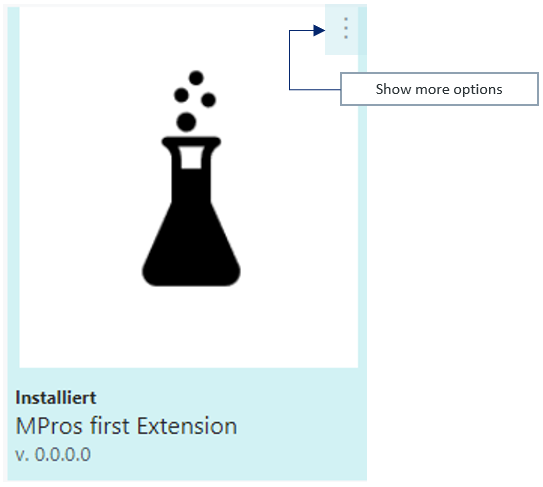 Show more options
Installiert
MPros first Extension
v. 0.0.0.0